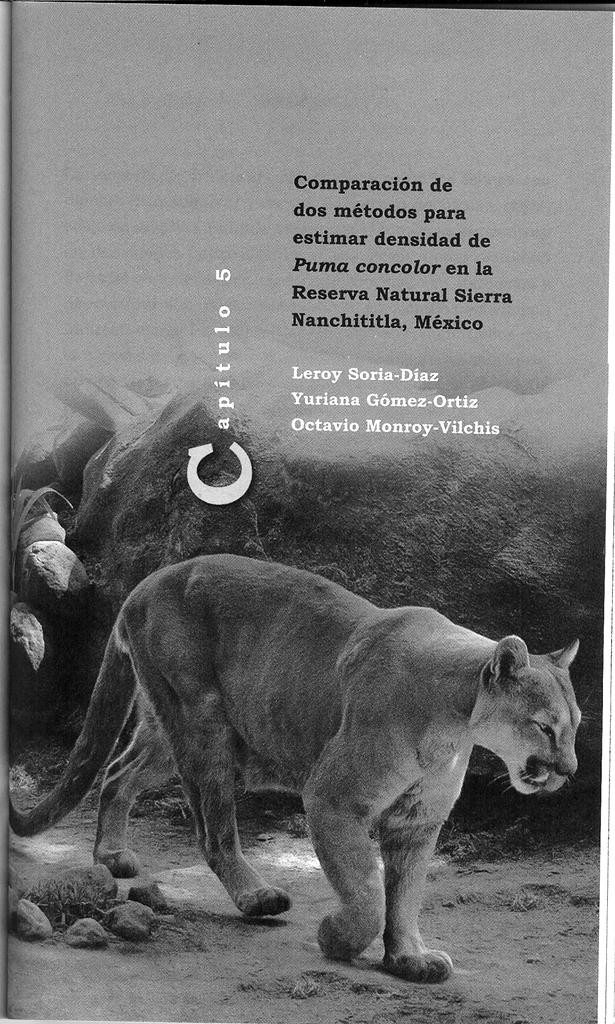 Comparación de
dos métodos para
estimar densidad de
Puma concolor en la
Reserva Natural Sierra
Nanchititla, México
Capítulo 5
Leroy Soria-Díaz
Yuriana Gómez-Ortiz
Octavio Monroy-Vilchis